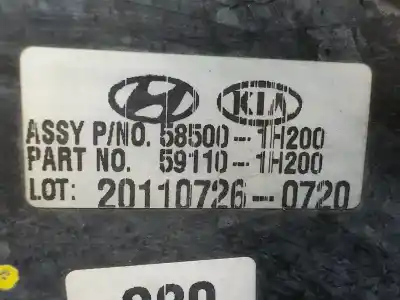 KIA
ASSY P/NO. 58500-1H200
PART NO. 59110-1H200
LOT: 20110726-0720